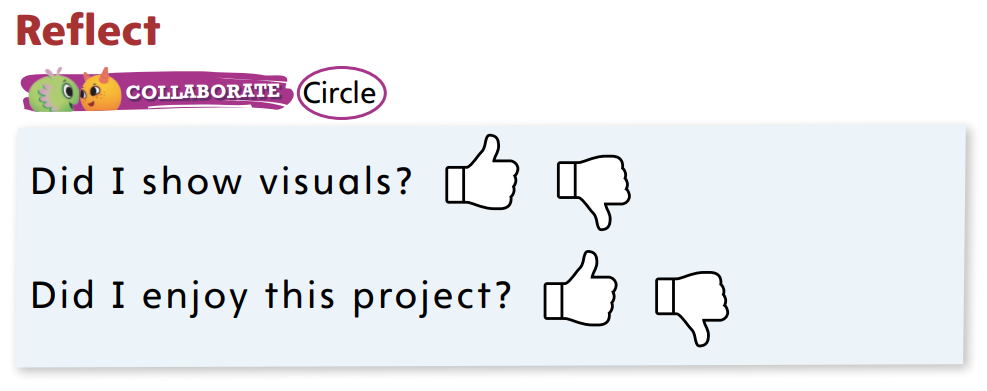 Reflect
COLLABORATE Circle
Did I show visuals?
Did I enjoy this project?